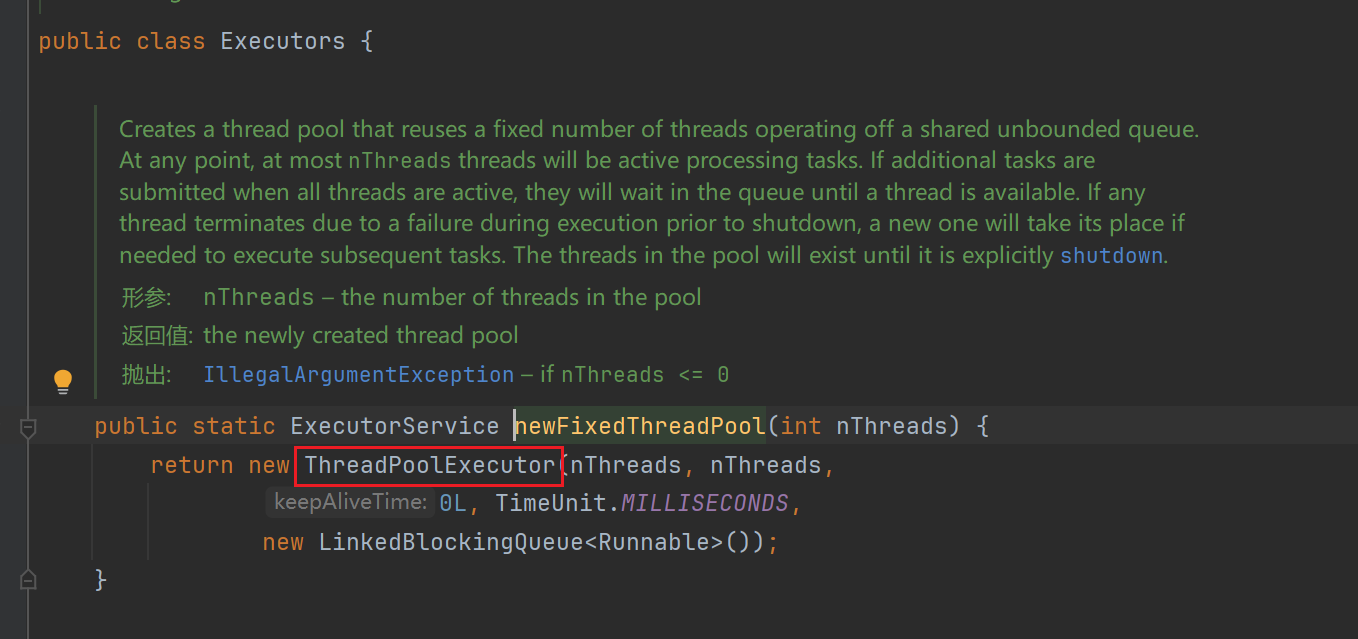 public class Executors {
Creates a thread pool that reuses a fixed number of threads operating off a shared unbounded queue.
At any point, at most nThreads threads will be active processing tasks. If additional tasks are
submitted when all threads are active, they will wait in the queue until a thread is available. If any
thread terminates due to a failure during execution prior to shutdown, a new one will take its place if
needed to execute subsequent tasks. The threads in the pool will exist until it is explicitly shutdown.
形参: nThreads – the number of threads in the pool
返回值: the newly created thread pool
抛出: IllegalArgumentException – if nThreads <= 0
public static ExecutorService newFixedThreadPool(int nThreads) {
return new ThreadPoolExecutor(nThreads, nThreads,
keepAliveTime: 0L, TimeUnit.MILLISECONDS,
new LinkedBlockingQueue<Runnable>());
}